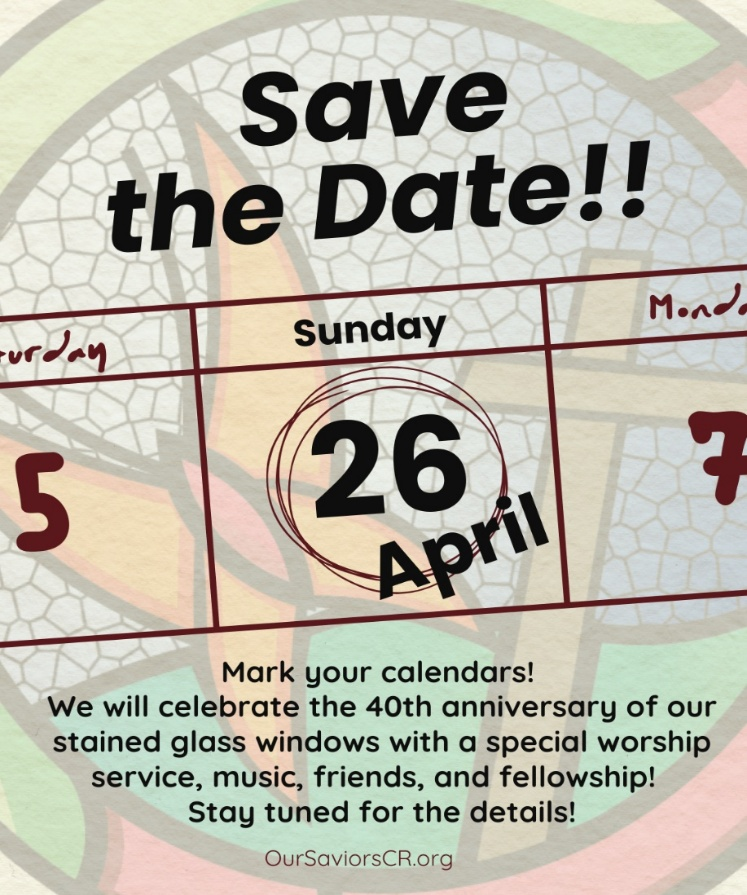 Save
the Date!!
urday Sunday Monda
5 26 7
April
Mark your calendars!
We will celebrate the 40th anniversary of our
stained glass windows with a special worship
service, music, friends, and fellowship!
Stay tuned for the details!
OurSaviorsCR.org